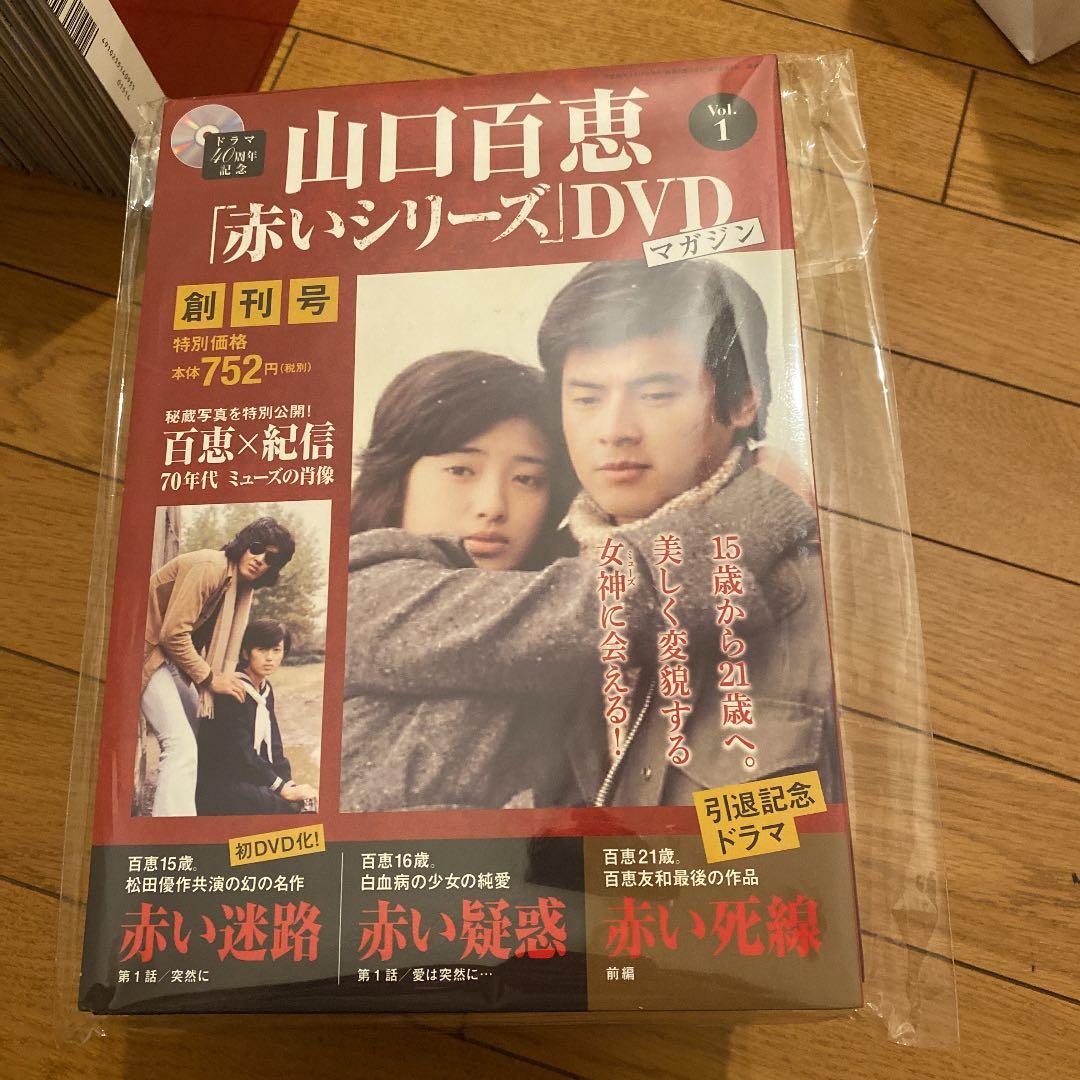 4910235140935
01514
ドラマ
40周年
記念
山口百恵
Vol.
1
「赤いシリーズ」DVD
マガジン
創刊号
特別価格
本体752円(税別)
秘蔵写真を特別公開!
百恵×紀信
70年代 ミューズの肖像
15歳から21歳へ。
美しく変貌する
ミューズ
女神に会える!
引退記念
ドラマ
初DVD化!
百恵15歳。
松田優作共演の幻の名作
赤い迷路
第1話/突然に
百恵16歳。
白血病の少女の純愛
赤い疑惑
第1話/愛は突然に…
百恵21歳。
百恵友和最後の作品
赤い死線
前編